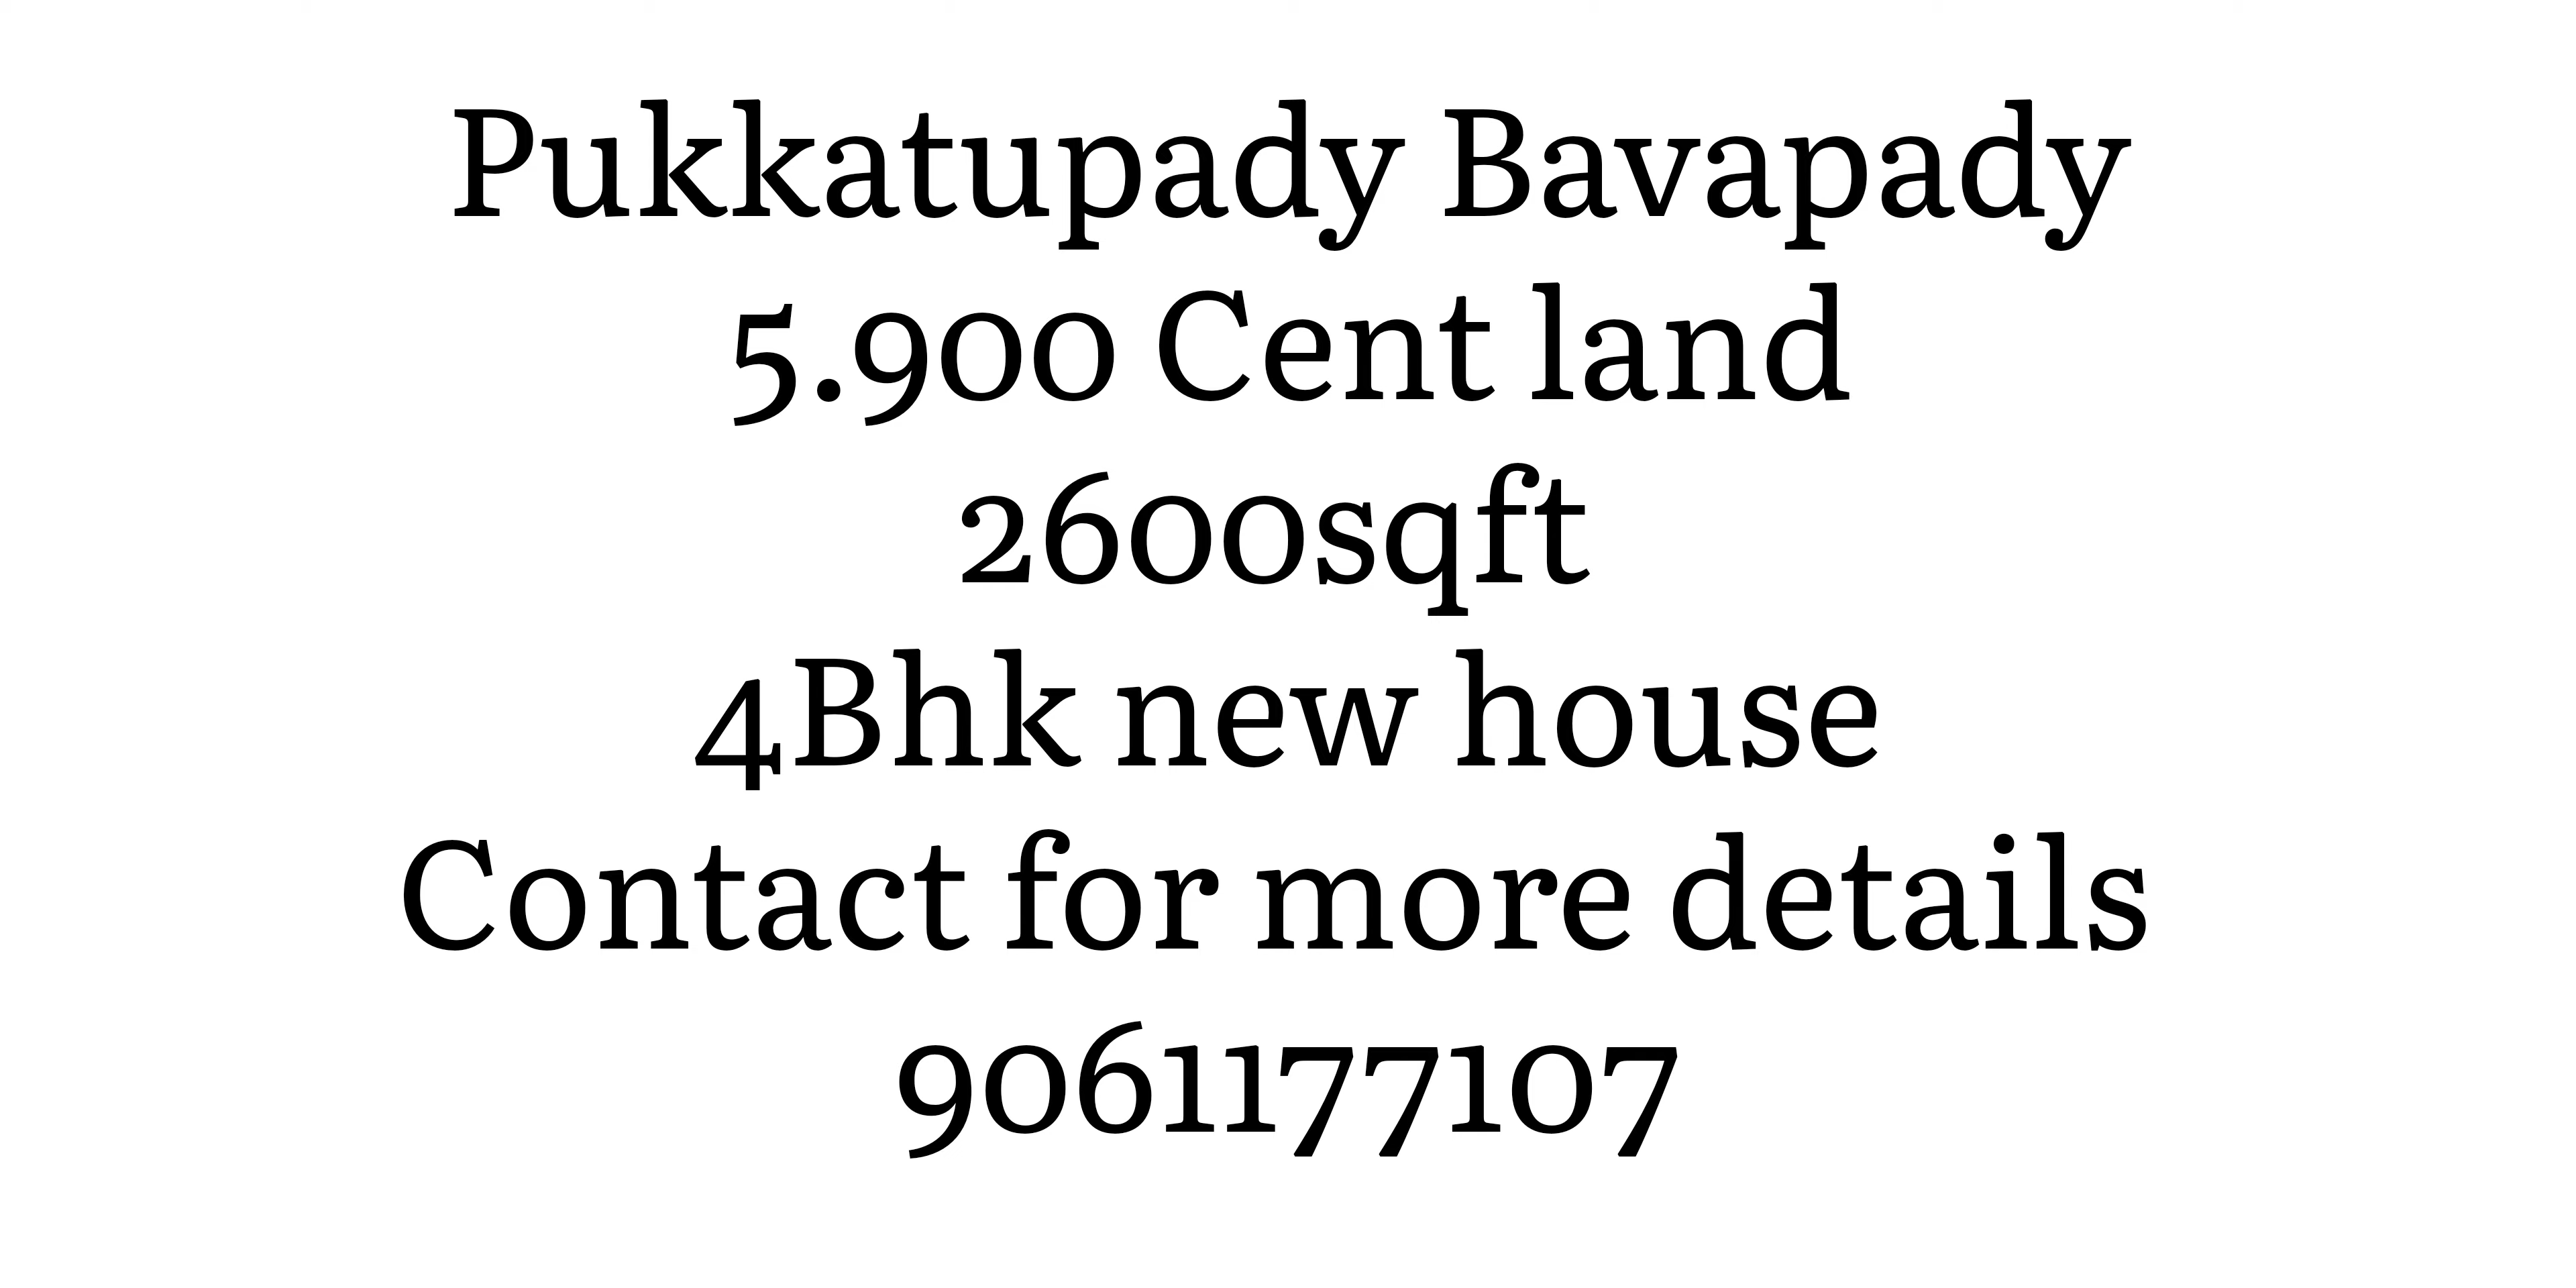 Pukkatupady Bavapady
5.900 Cent land
2600sqft
4Bhk new house
Contact for more details
9061177107